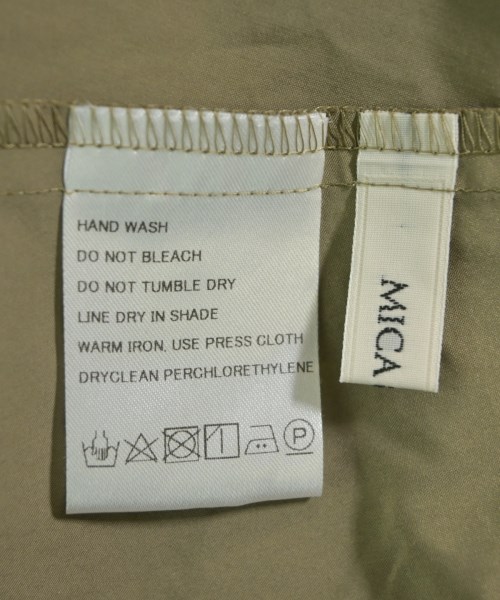 HAND WASH
DO NOT BLEACH
DO NOT TUMBLE DRY
LINE DRY IN SHADE
WARM IRON, USE PRESS CLOTH
DRYCLEAN PERCHLORETHYLENE
P
MICA